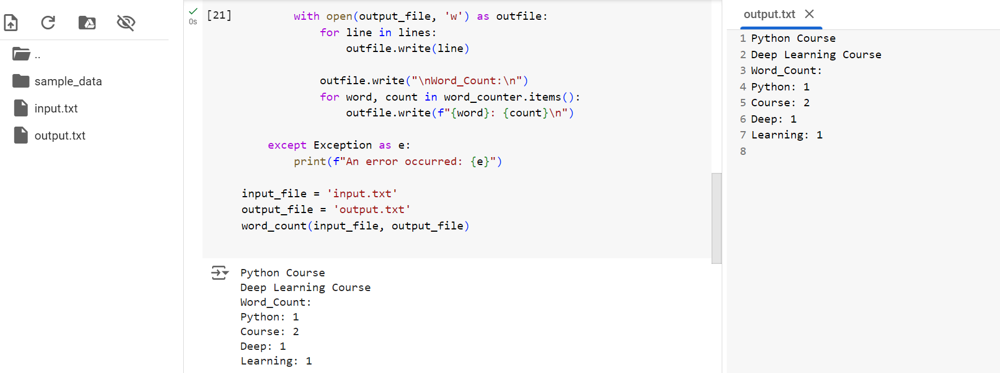 ..
sample_data
input.txt
output.txt
0s
[21]
with open(output_file, 'w') as outfile:
for line in lines:
outfile.write(line)
outfile.write("\nWord_Count:\n")
for word, count in word_counter.items():
outfile.write(f"{word}: {count}\n")
except Exception as e:
print(f"An error occurred: {e}")
input_file = 'input.txt'
output_file = 'output.txt'
word_count(input_file, output_file)
Python Course
Deep Learning Course
Word_Count:
Python: 1
Course: 2
Deep: 1
Learning: 1
output.txt
1 Python Course
2 Deep Learning Course
3 Word_Count:
4 Python: 1
5 Course: 2
6 Deep: 1
7 Learning: 1
8